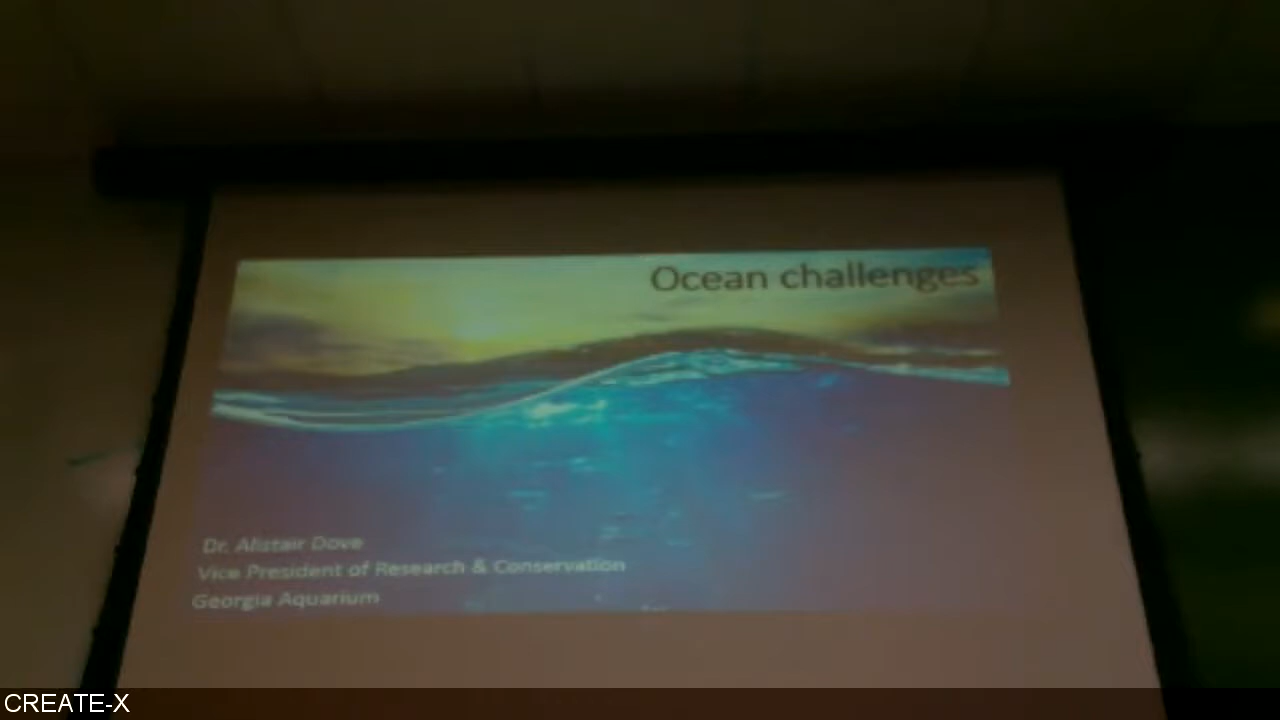 Ocean challenges
Dr. Alistair Dove
Vice President of Research & Conservation
Georgia Aquarium
CREATE-X